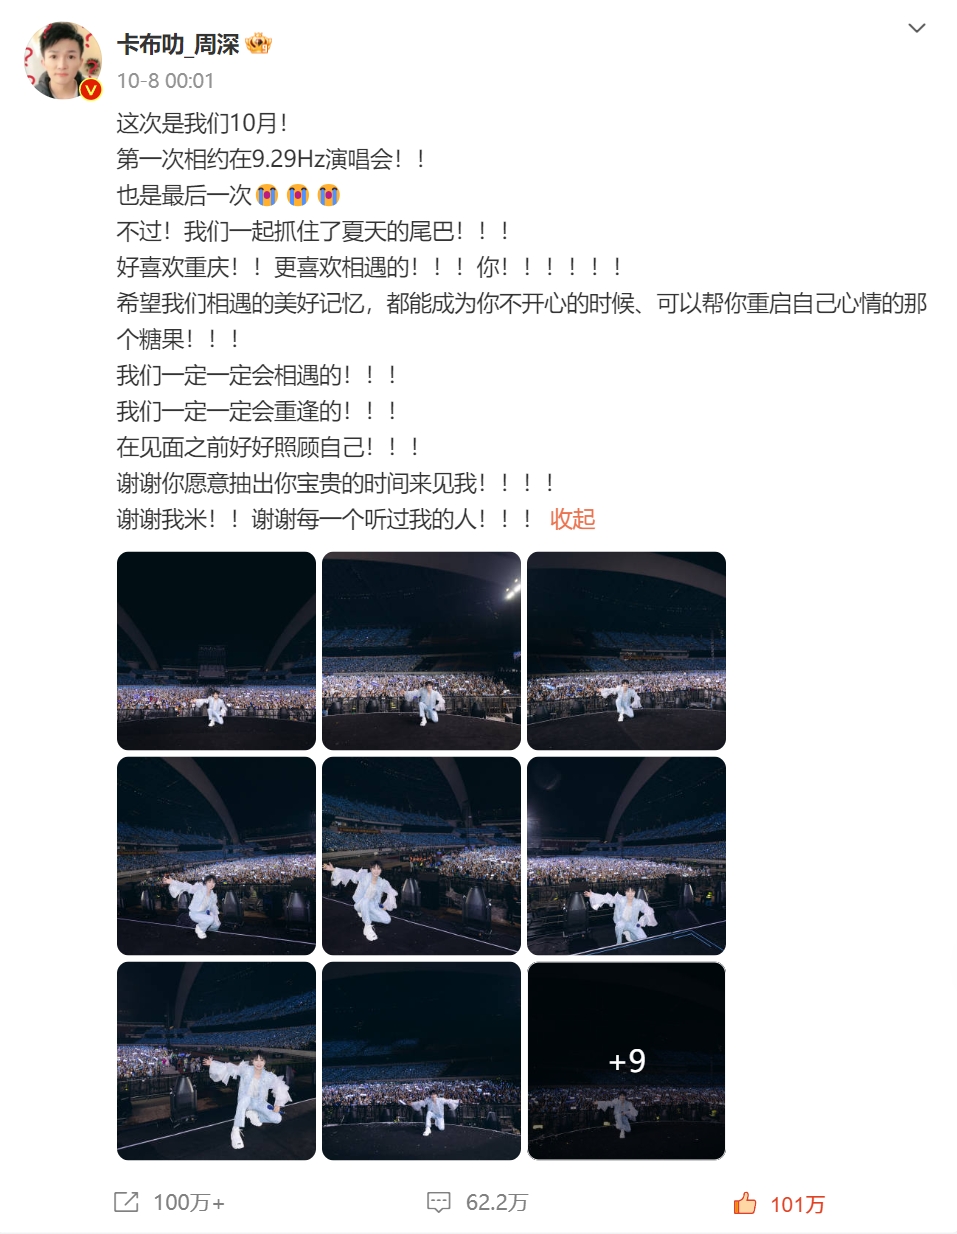 卡布叻_周深
10-8 00:01
这次是我们10月！
第一次相约在9.29Hz演唱会！！
也是最后一次😭😭😭
不过！我们一起抓住了夏天的尾巴！！！
好喜欢重庆！！更喜欢相遇的！！！你！！！！！！
希望我们相遇的美好记忆，都能成为你不开心的时候、可以帮你重启自己心情的那
个糖果！！！
我们一定一定会相遇的！！！
我们一定一定会重逢的！！！
在见面之前好好照顾自己！！！
谢谢你愿意抽出你宝贵的时间来见我！！！！
谢谢我米！！谢谢每一个听过我的人！！！ 收起
+9
100万+ 62.2万 101万